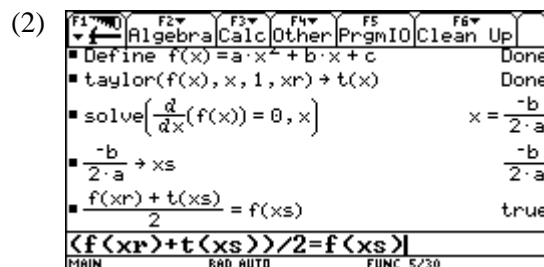 (2)
F1 F2 F3 F4 F5 F6
Algebra Calc Other PrgmIO Clean Up
▪ Define f(x)=a·x² + b·x + c Done
▪ taylor(f(x),x,1,xr)→t(x) Done
▪ solve(d/dx(f(x))=0,x) x = -b/2·a
▪ -b/2·a → xs -b/2·a
▪ f(xr)+t(xs)/2 = f(xs) true
(f(xr)+t(xs))/2=f(xs)
MAIN RAD AUTO FUNC 5/30